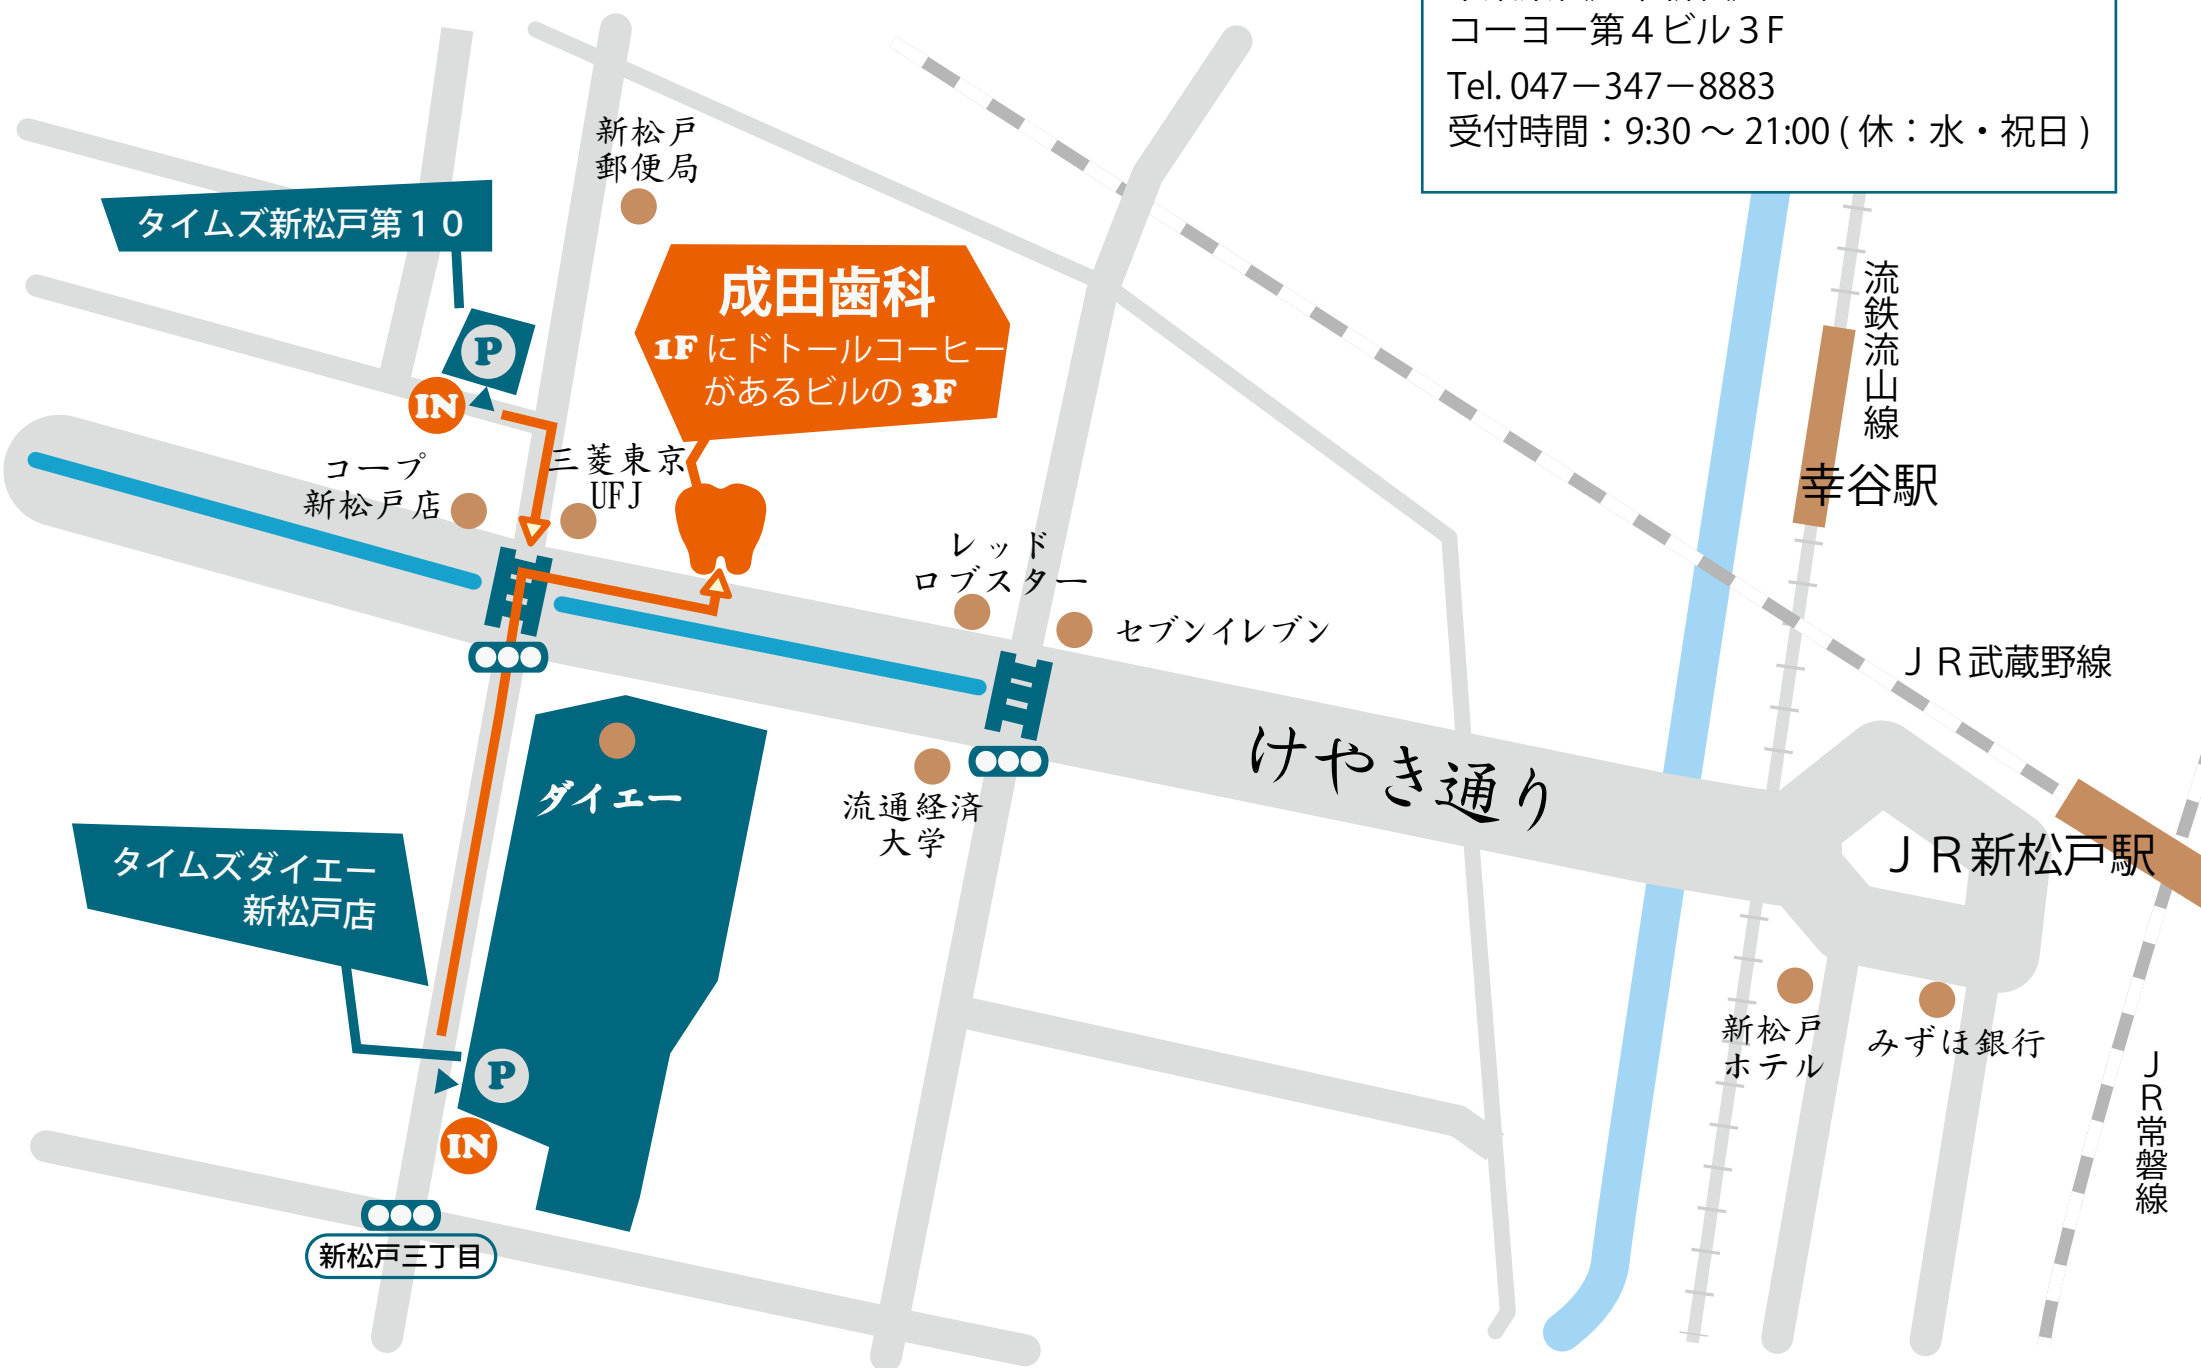 コーヨー第４ビル３F
Tel. 047－347－8883
受付時間：9:30 ～ 21:00 ( 休：水・祝日 )
新松戸
郵便局
タイムズ新松戸第１０
成田歯科
1F にドトールコーヒー
があるビルの 3F
P
IN
コープ
新松戸店
三菱東京
UFJ
レッド
ロブスター
セブンイレブン
流鉄流山線
幸谷駅
ＪＲ武蔵野線
けやき通り
ダイエー
流通経済
大学
ＪＲ新松戸駅
タイムズダイエー
新松戸店
P
IN
新松戸
ホテル
みずほ銀行
ＪＲ常磐線
新松戸三丁目